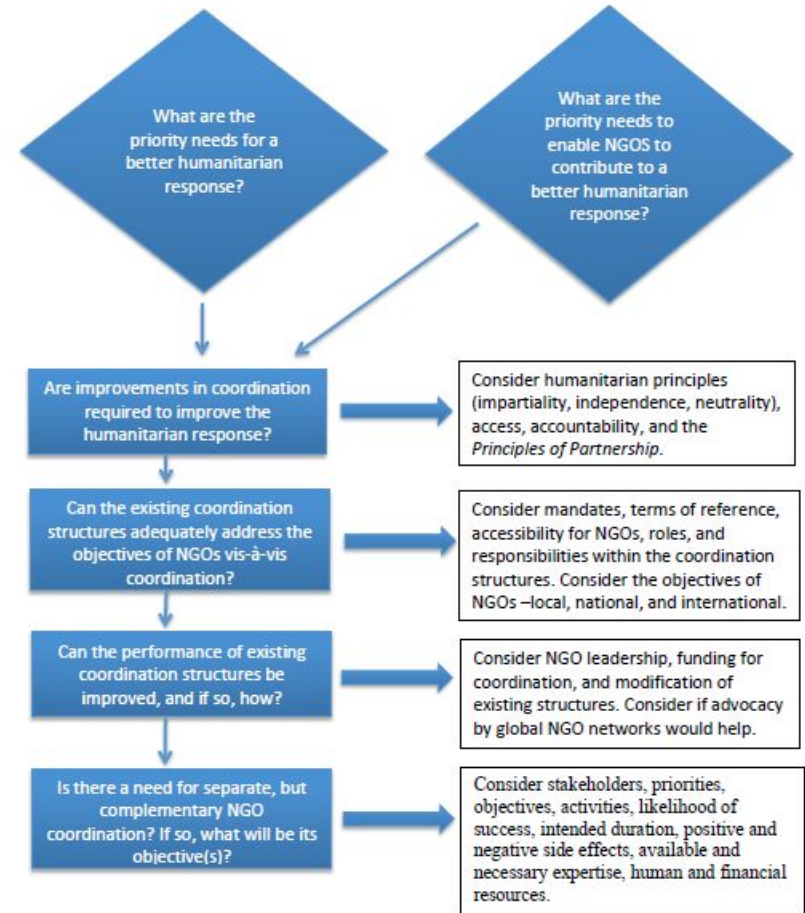 What are the
priority needs for a
better humanitarian
response?
What are the
priority needs to
enable NGOS to
contribute to a
better humanitarian
response?
Are improvements in coordination
required to improve the
humanitarian response?
Consider humanitarian principles
(impartiality, independence, neutrality),
access, accountability, and the
Principles of Partnership.
Can the existing coordination
structures adequately address the
objectives of NGOs vis-à-vis
coordination?
Consider mandates, terms of reference,
accessibility for NGOs, roles, and
responsibilities within the coordination
structures. Consider the objectives of
NGOs –local, national, and international.
Can the performance of existing
coordination structures be
improved, and if so, how?
Consider NGO leadership, funding for
coordination, and modification of
existing structures. Consider if advocacy
by global NGO networks would help.
Is there a need for separate, but
complementary NGO
coordination? If so, what will be its
objective(s)?
Consider stakeholders, priorities,
objectives, activities, likelihood of
success, intended duration, positive and
negative side effects, available and
necessary expertise, human and financial
resources.